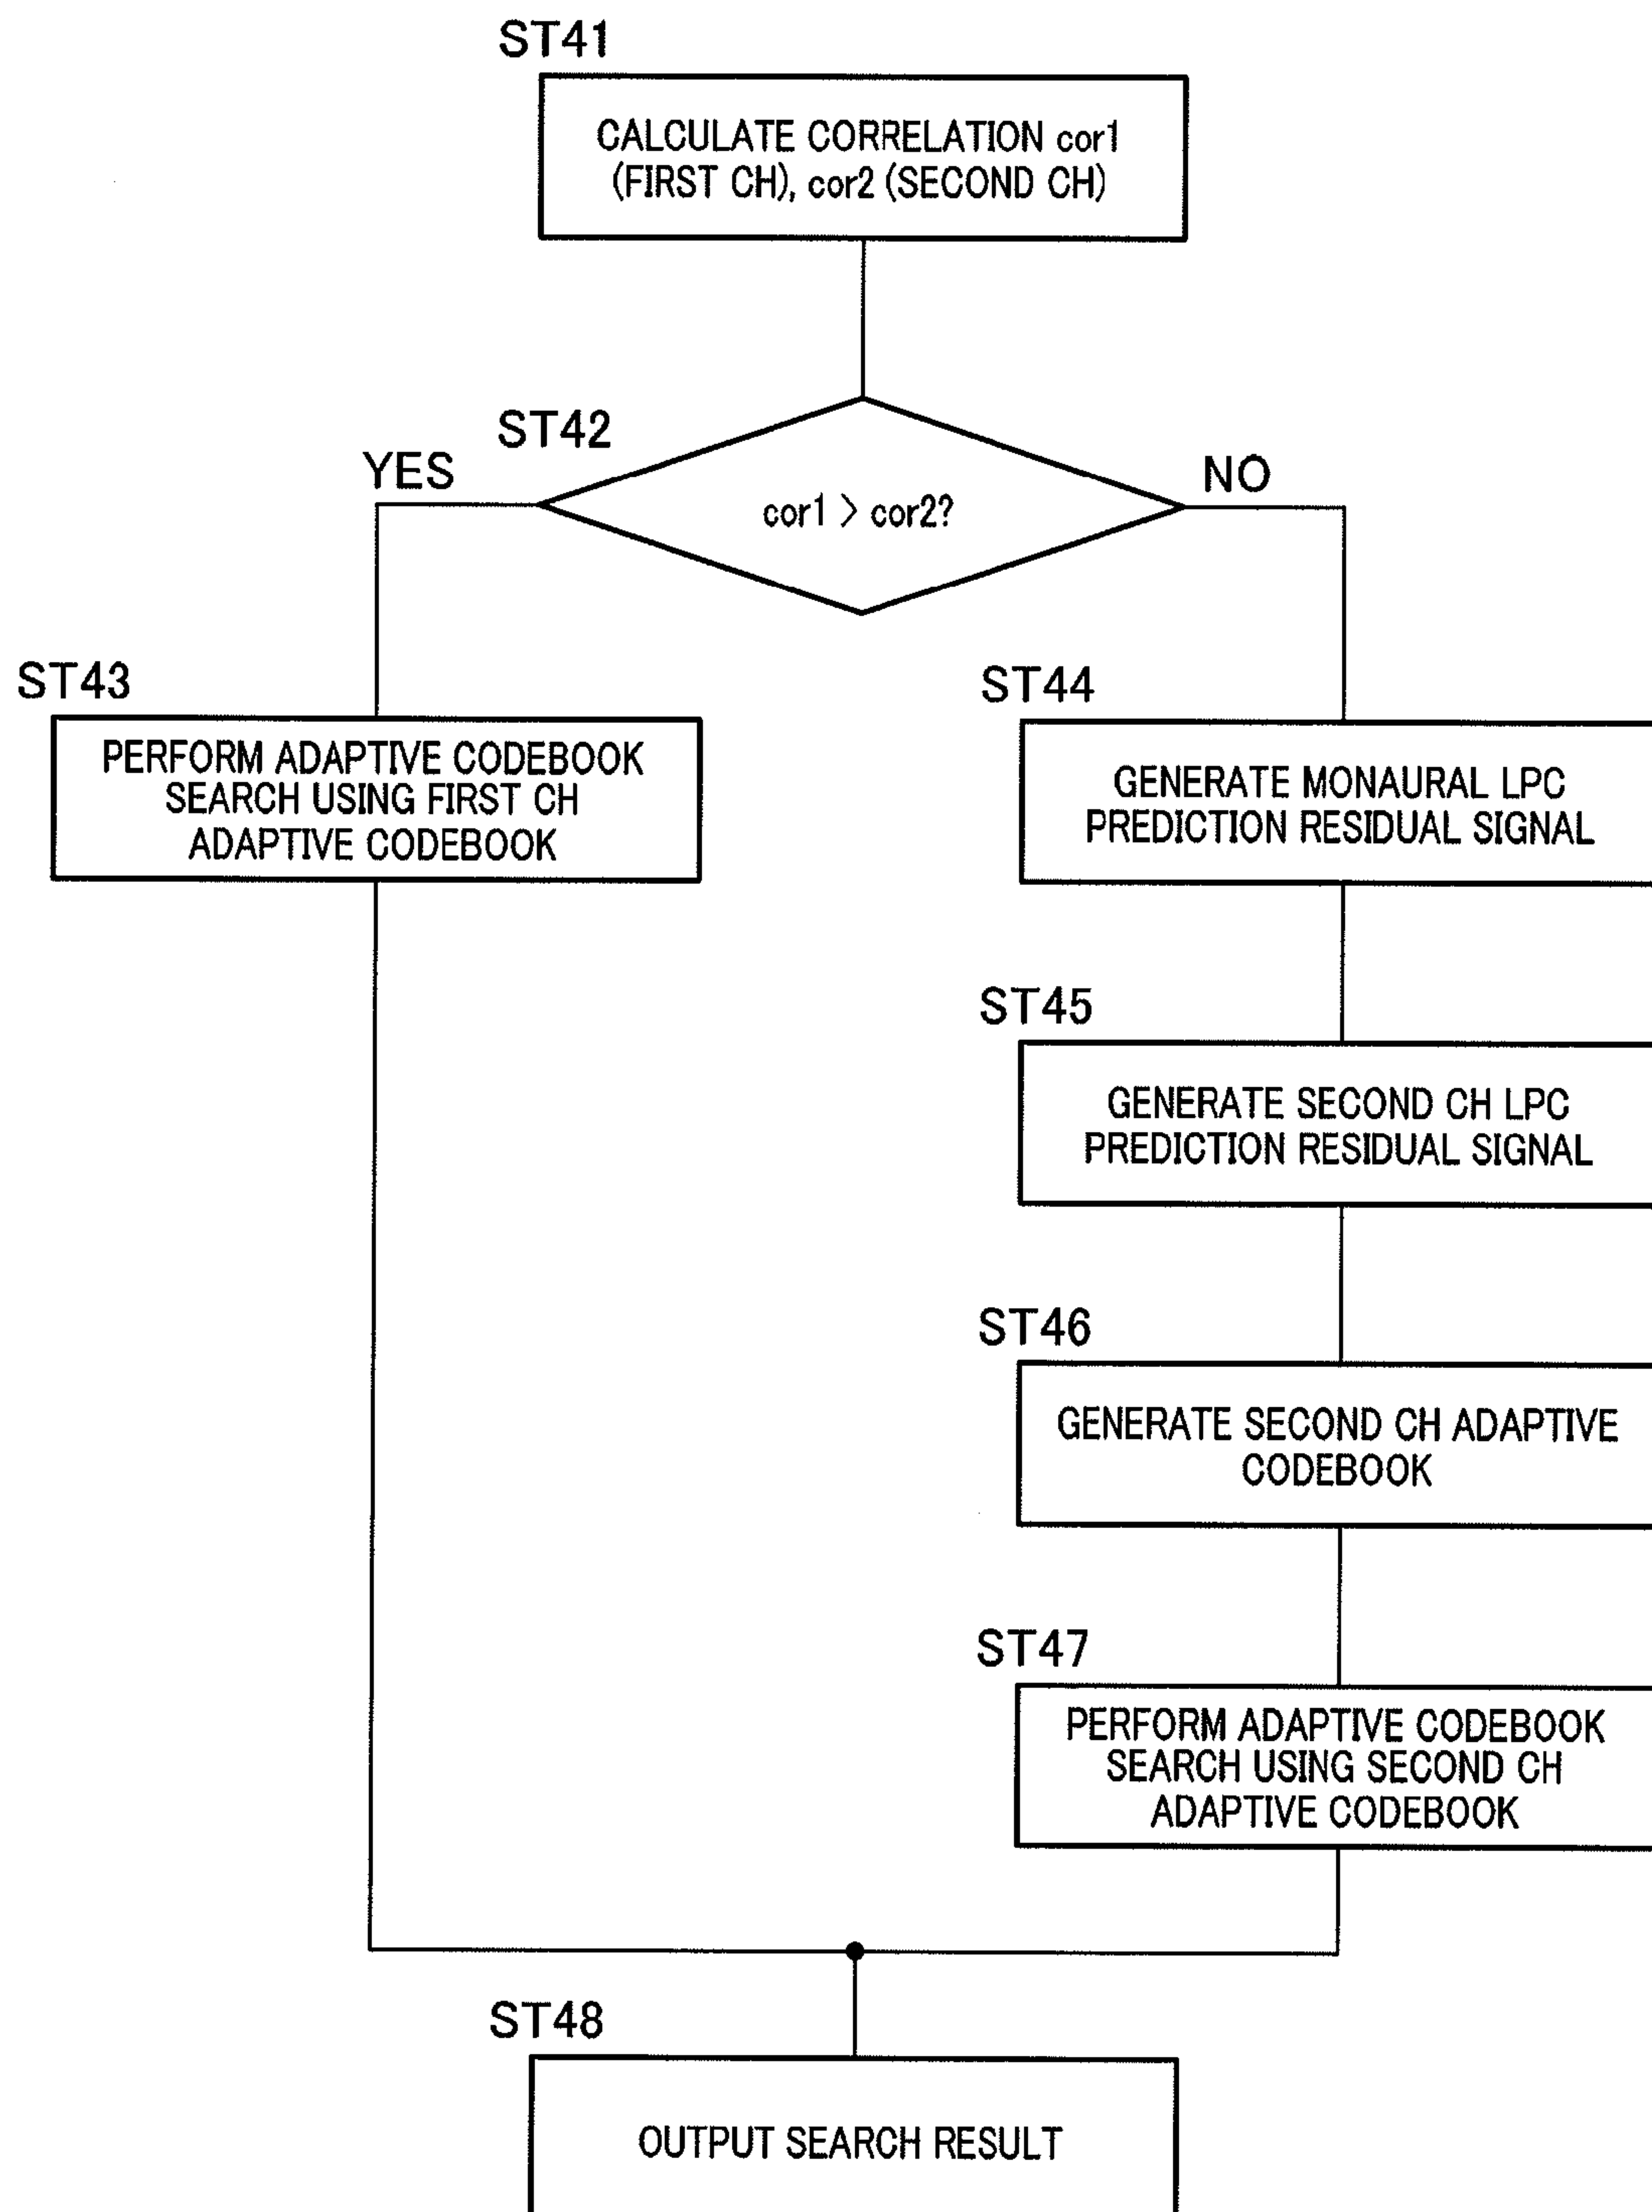 ST41
CALCULATE CORRELATION cor1
(FIRST CH), cor2 (SECOND CH)
ST42
YES
NO
cor1 > cor2?
ST43
PERFORM ADAPTIVE CODEBOOK
SEARCH USING FIRST CH
ADAPTIVE CODEBOOK
ST44
GENERATE MONAURAL LPC
PREDICTION RESIDUAL SIGNAL
ST45
GENERATE SECOND CH LPC
PREDICTION RESIDUAL SIGNAL
ST46
GENERATE SECOND CH ADAPTIVE
CODEBOOK
ST47
PERFORM ADAPTIVE CODEBOOK
SEARCH USING SECOND CH
ADAPTIVE CODEBOOK
ST48
OUTPUT SEARCH RESULT